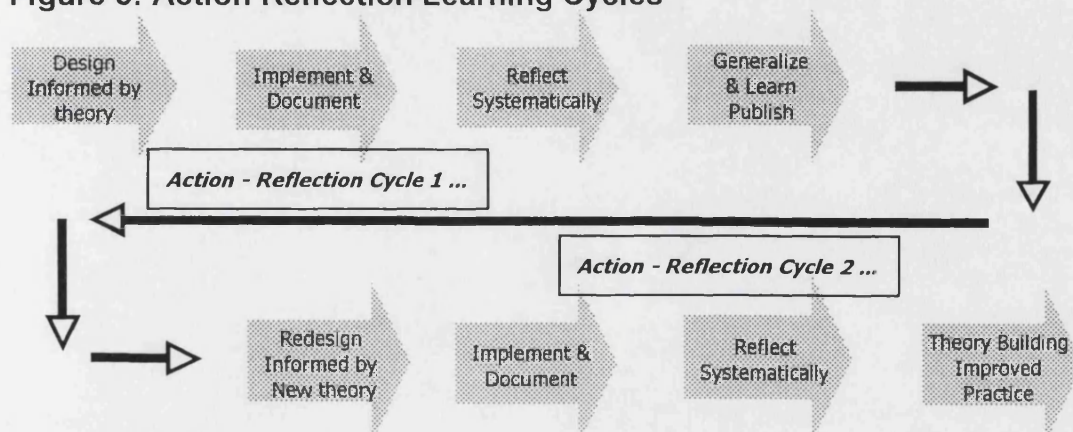 Figure 3: Action Reflection Learning Cycles
Design
Informed by
theory
Implement &
Document
Reflect
Systematically
Generalize
& Learn
Publish
Action - Reflection Cycle 1 ...
Action - Reflection Cycle 2 ...
Redesign
Informed by
New theory
Implement &
Document
Reflect
Systematically
Theory Building
Improved
Practice